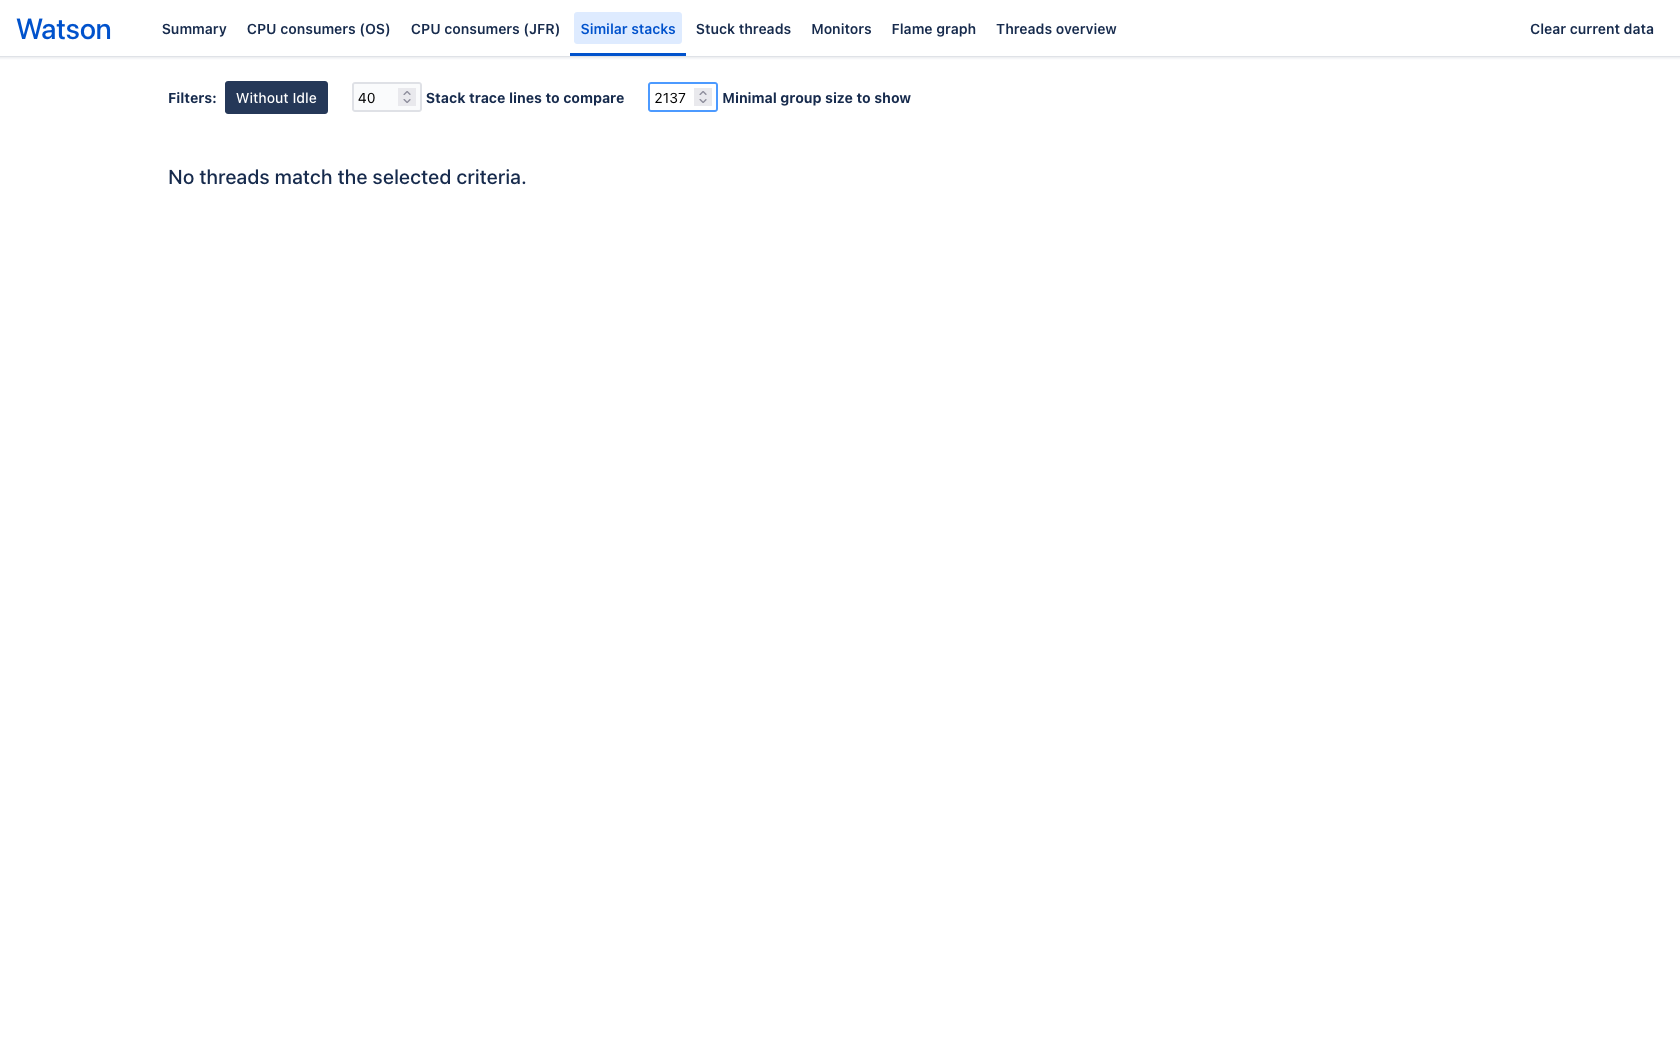 Watson
Summary
CPU consumers (OS)
CPU consumers (JFR)
Similar stacks
Stuck threads
Monitors
Flame graph
Threads overview
Clear current data
Filters:
Without Idle
40
Stack trace lines to compare
2137
Minimal group size to show
No threads match the selected criteria.